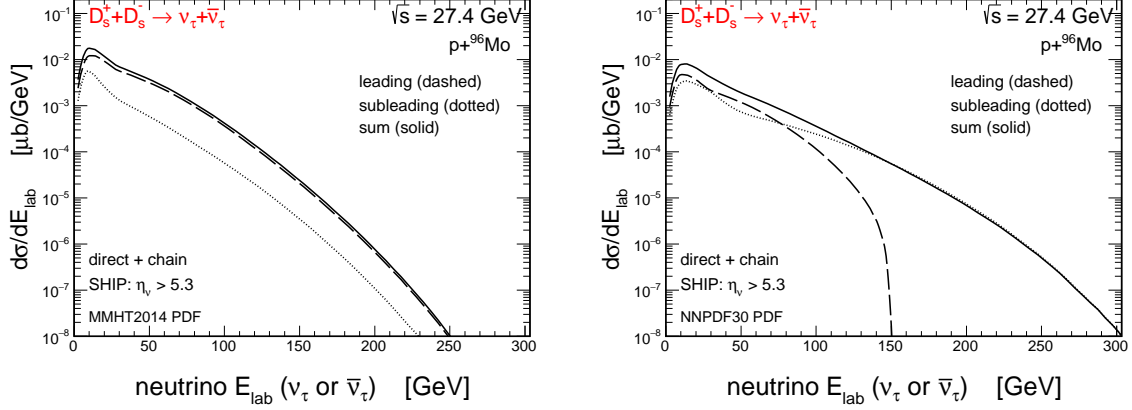 D_s^+ + D_s^- → ν_τ + ν̄_τ
√s = 27.4 GeV
p+^96Mo
leading (dashed)
subleading (dotted)
sum (solid)
direct + chain
SHIP: η_ν > 5.3
MMHT2014 PDF
dσ/dE_lab [μb/GeV]
10^-1
10^-2
10^-3
10^-4
10^-5
10^-6
10^-7
10^-8
0 50 100 150 200 250 300
neutrino E_lab (ν_τ or ν̄_τ) [GeV]
D_s^+ + D_s^- → ν_τ + ν̄_τ
√s = 27.4 GeV
p+^96Mo
leading (dashed)
subleading (dotted)
sum (solid)
direct + chain
SHIP: η_ν > 5.3
NNPDF30 PDF
dσ/dE_lab [μb/GeV]
10^-1
10^-2
10^-3
10^-4
10^-5
10^-6
10^-7
10^-8
0 50 100 150 200 250 300
neutrino E_lab (ν_τ or ν̄_τ) [GeV]